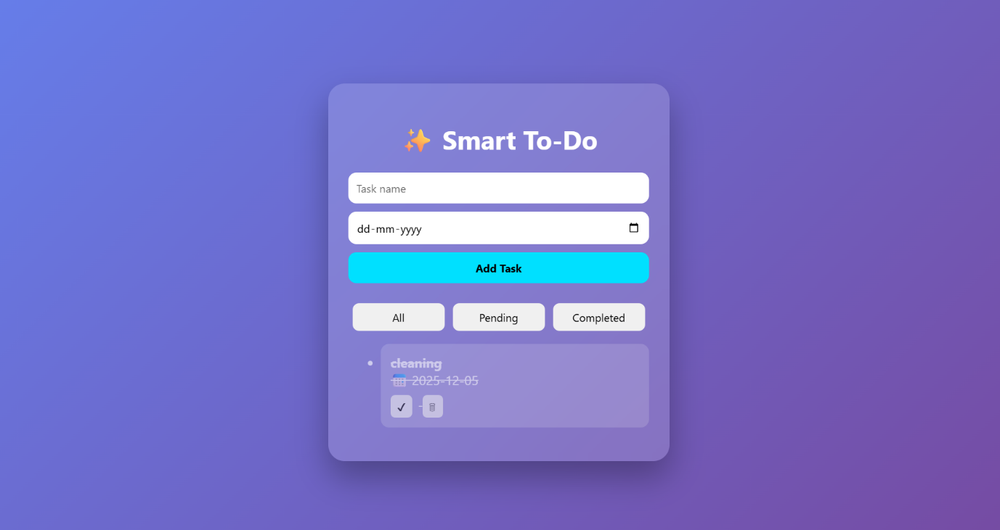 ✨ Smart To-Do
Task name
dd-mm-yyyy
Add Task
All Pending Completed
cleaning
2025-12-05